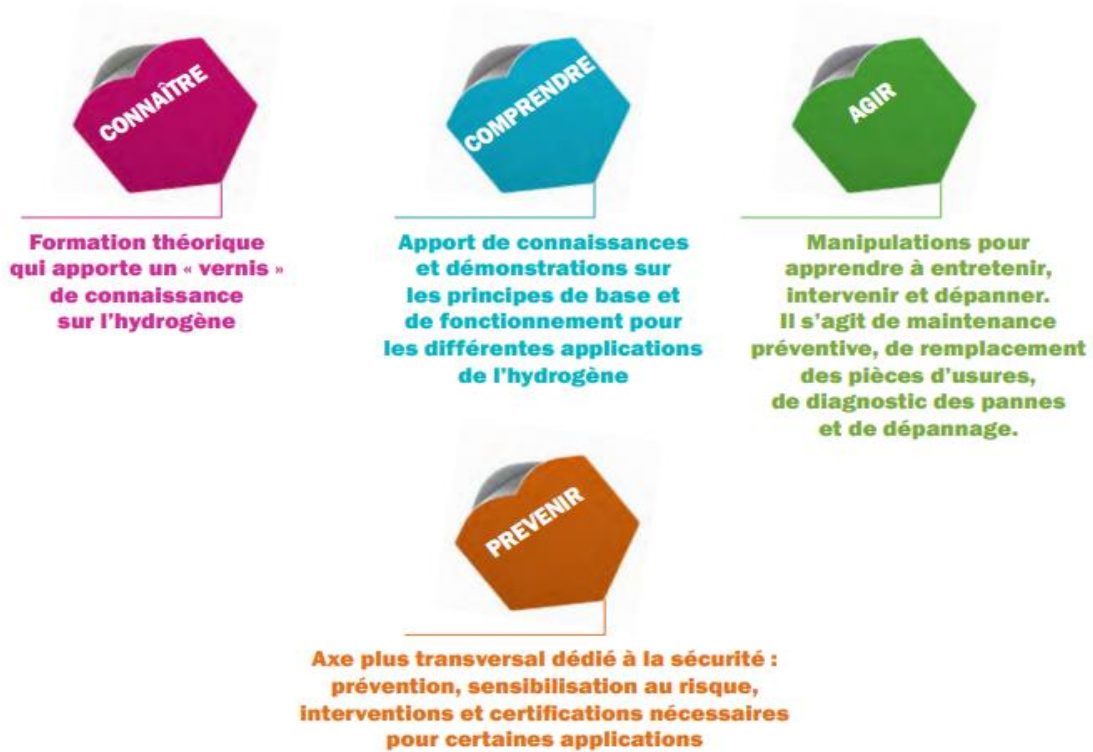 CONNAÎTRE
Formation théorique
qui apporte un « vernis »
de connaissance
sur l'hydrogène
COMPRENDRE
Apport de connaissances
et démonstrations sur
les principes de base et
de fonctionnement pour
les différentes applications
de l'hydrogène
AGIR
Manipulations pour
apprendre à entretenir,
intervenir et dépanner.
Il s'agit de maintenance
préventive, de remplacement
des pièces d'usures,
de diagnostic des pannes
et de dépannage.
PREVENIR
Axe plus transversal dédié à la sécurité :
prévention, sensibilisation au risque,
interventions et certifications nécessaires
pour certaines applications